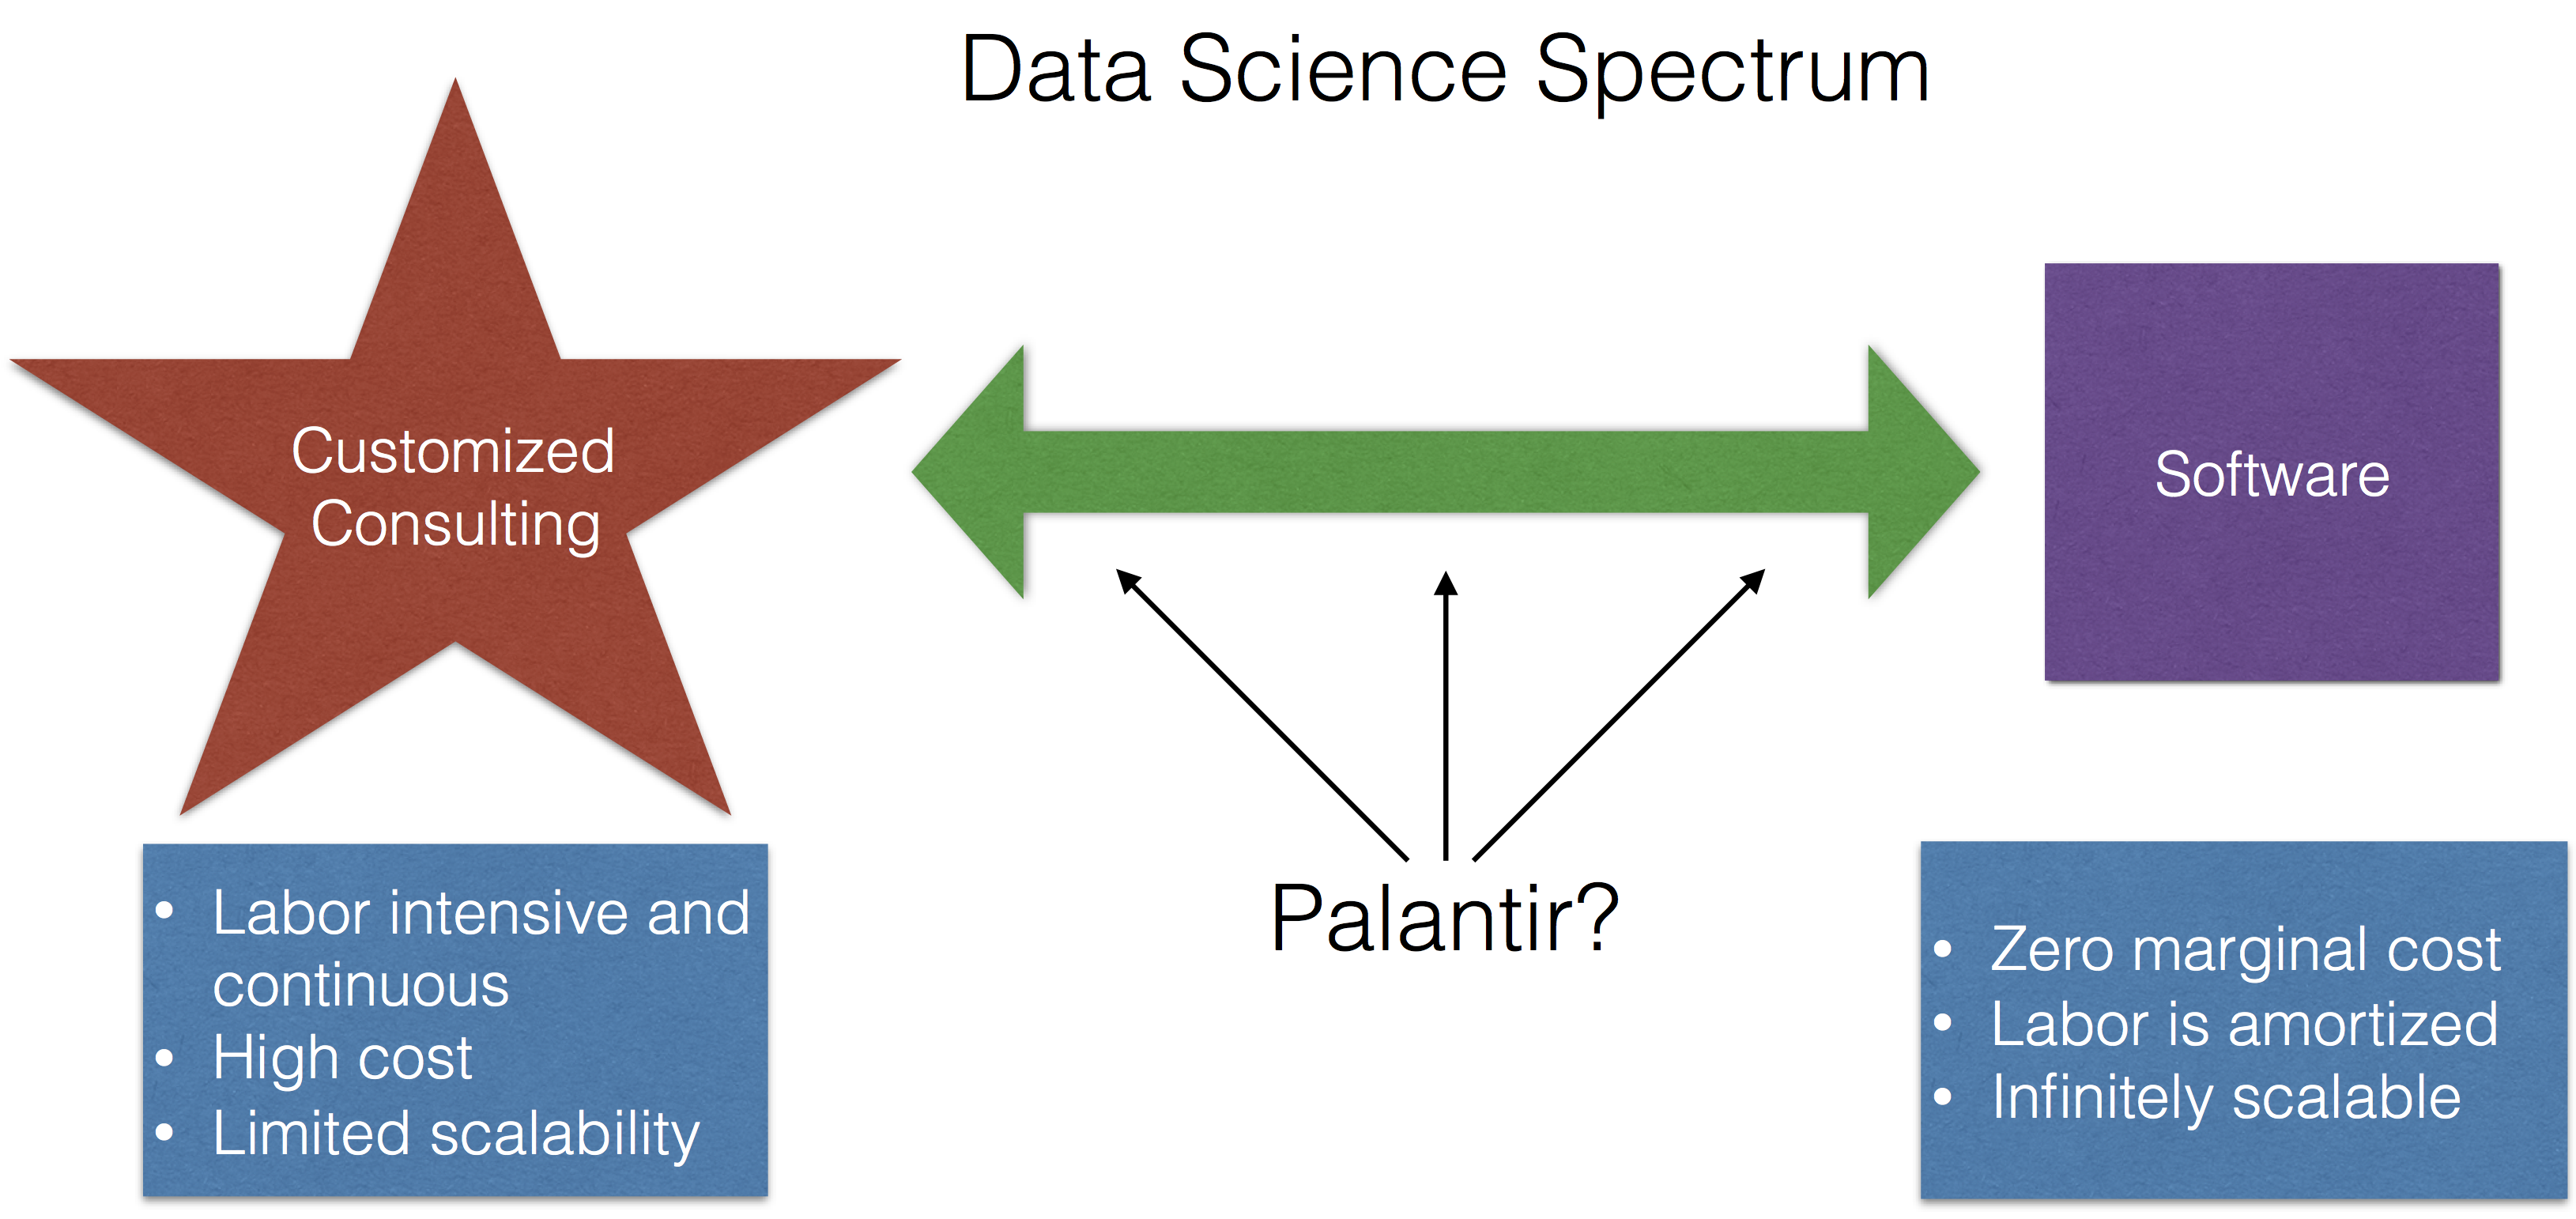 Data Science Spectrum
Customized
Consulting
Software
Palantir?
• Labor intensive and
continuous
• High cost
• Limited scalability
• Zero marginal cost
• Labor is amortized
• Infinitely scalable